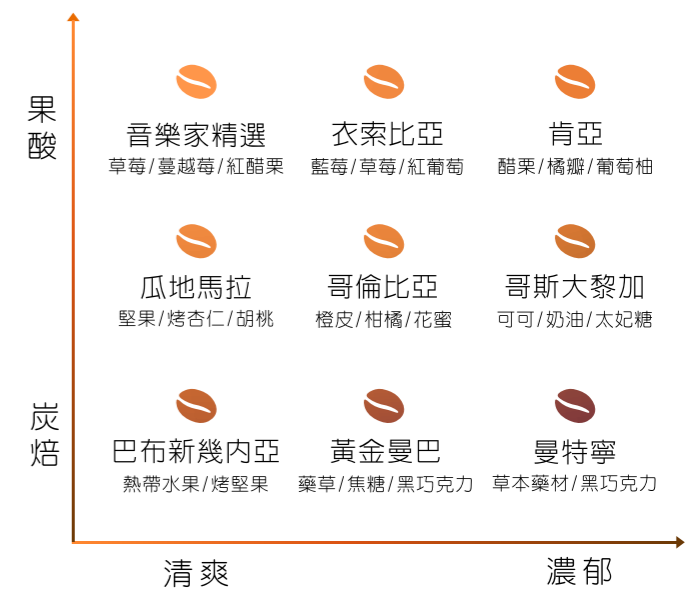 果酸
音樂家精選
草莓/蔓越莓/紅醋栗
衣索比亞
藍莓/草莓/紅葡萄
肯亞
醋栗/橘瓣/葡萄柚
瓜地馬拉
堅果/烤杏仁/胡桃
哥倫比亞
橙皮/柑橘/花蜜
哥斯大黎加
可可/奶油/太妃糖
炭焙
巴布新幾內亞
熱帶水果/烤堅果
黃金曼巴
藥草/焦糖/黑巧克力
曼特寧
草本藥材/黑巧克力
清爽
濃郁